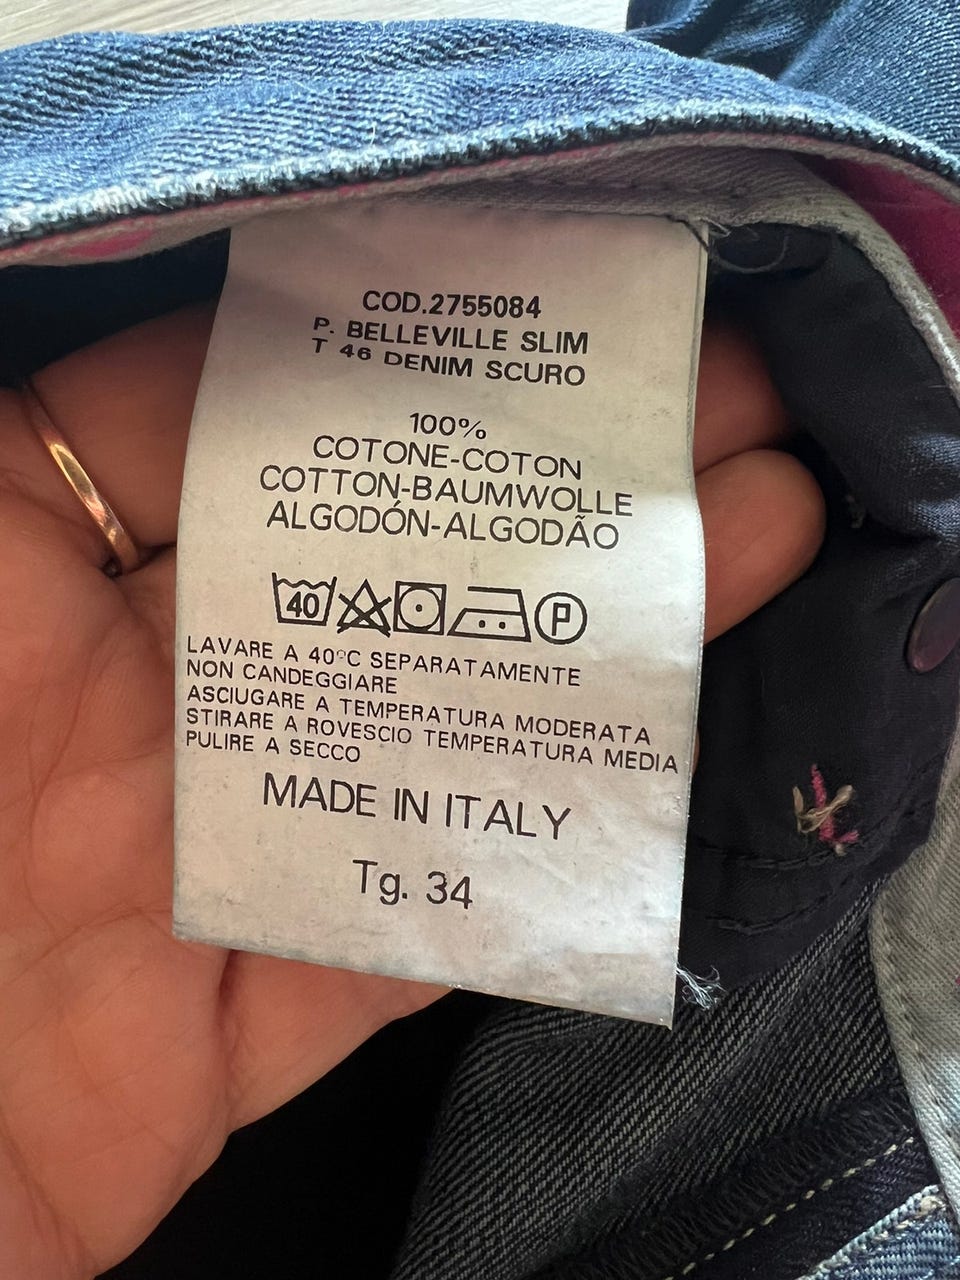 COD.2755084
P. BELLEVILLE SLIM
T 46 DENIM SCURO
100%
COTONE-COTON
COTTON-BAUMWOLLE
ALGODÓN-ALGODÃO
40 P
LAVARE A 40°C SEPARATAMENTE
NON CANDEGGIARE
ASCIUGARE A TEMPERATURA MODERATA
STIRARE A ROVESCIO TEMPERATURA MEDIA
PULIRE A SECCO
MADE IN ITALY
Tg. 34